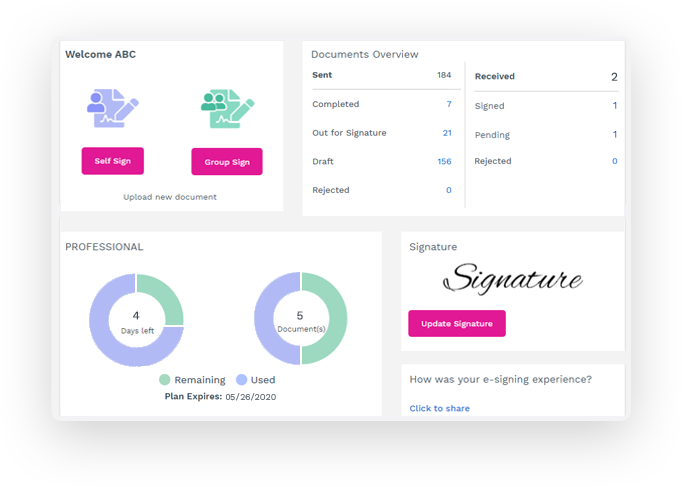 Welcome ABC
Self Sign
Group Sign
Upload new document
Documents Overview
Sent 184
Completed 7
Out for Signature 21
Draft 156
Rejected 0
Received 2
Signed 1
Pending 1
Rejected 0
PROFESSIONAL
4
Days left
5
Document(s)
Remaining
Used
Plan Expires: 05/26/2020
Signature
Signature
Update Signature
How was your e-signing experience?
Click to share